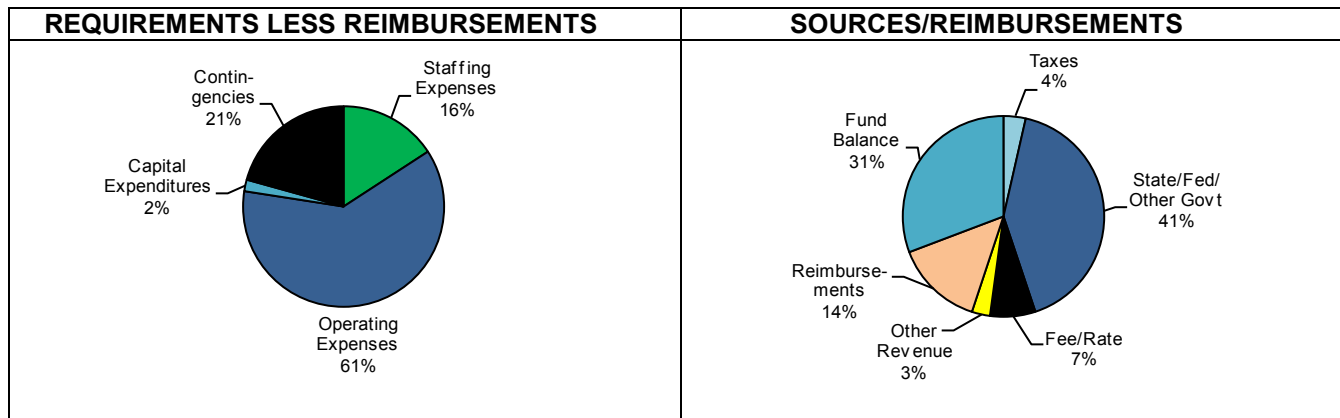 REQUIREMENTS LESS REIMBURSEMENTS
Contin-
gencies
21%
Staffing
Expenses
16%
Capital
Expenditures
2%
Operating
Expenses
61%
SOURCES/REIMBURSEMENTS
Taxes
4%
Fund
Balance
31%
State/Fed/
Other Govt
41%
Reimburse-
ments
14%
Other
Revenue
3%
Fee/Rate
7%